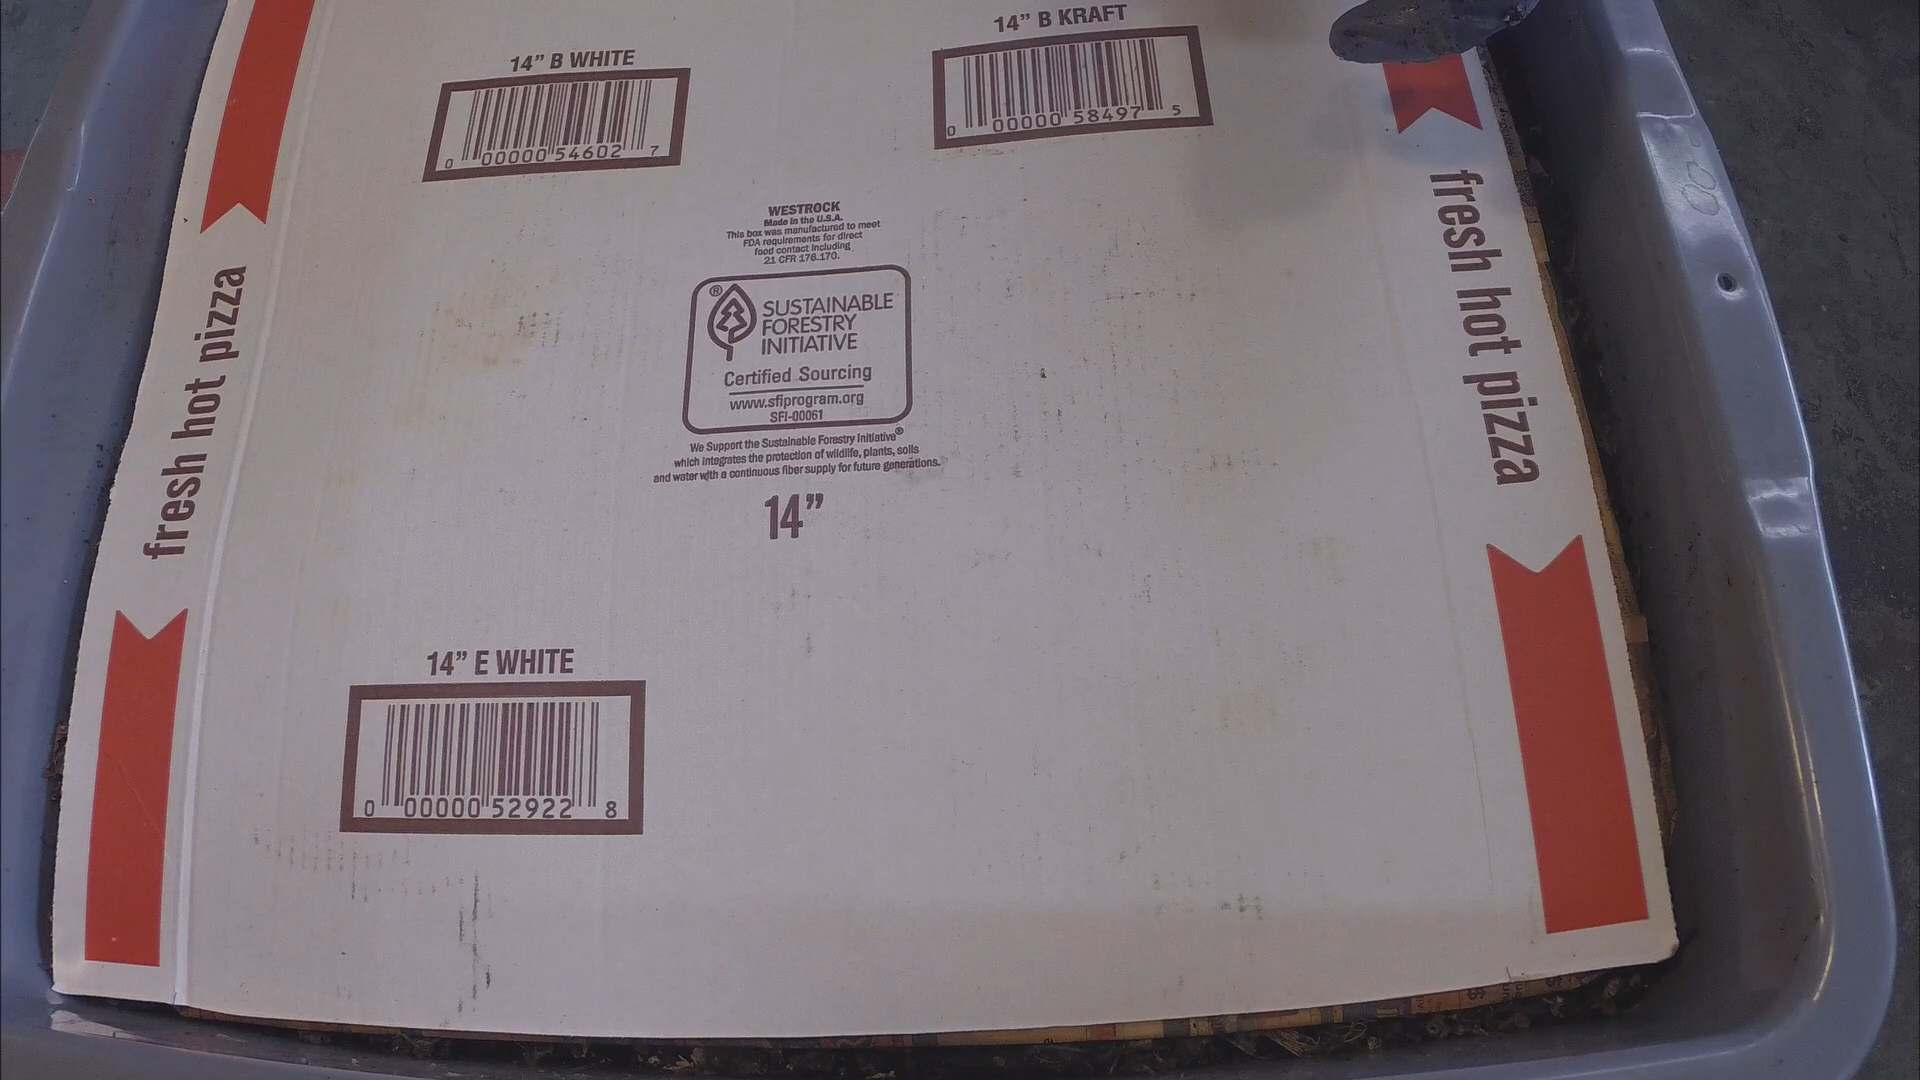 14” B WHITE
0 00000 54602 7
14” B KRAFT
0 00000 58497 5
WESTROCK
Made in the U.S.A.
This box was manufactured to meet
FDA requirements for direct
food contact including
21 CFR 176.170.
®
SUSTAINABLE
FORESTRY
INITIATIVE
Certified Sourcing
www.sfiprogram.org
SFI-00061
We Support the Sustainable Forestry Initiative®
which integrates the protection of wildlife, plants, soils
and water with a continuous fiber supply for future generations.
14”
fresh hot pizza
fresh hot pizza
14” E WHITE
0 00000 52922 8